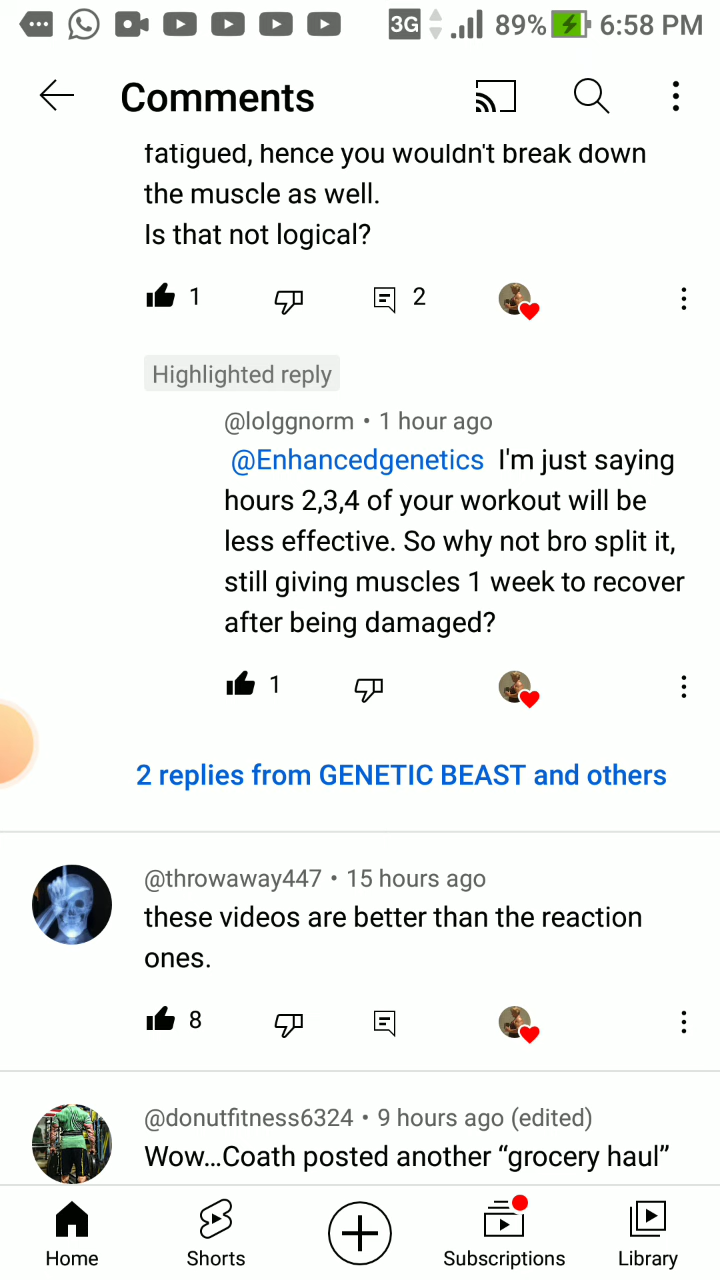 3G 89% 6:58 PM
Comments
fatigued, hence you wouldn't break down
the muscle as well.
Is that not logical?
1 2
Highlighted reply
@lolggnorm • 1 hour ago
@Enhancedgenetics I'm just saying
hours 2,3,4 of your workout will be
less effective. So why not bro split it,
still giving muscles 1 week to recover
after being damaged?
1
2 replies from GENETIC BEAST and others
@throwaway447 • 15 hours ago
these videos are better than the reaction
ones.
8
@donutfitness6324 • 9 hours ago (edited)
Wow...Coath posted another “grocery haul”
Home Shorts Subscriptions Library